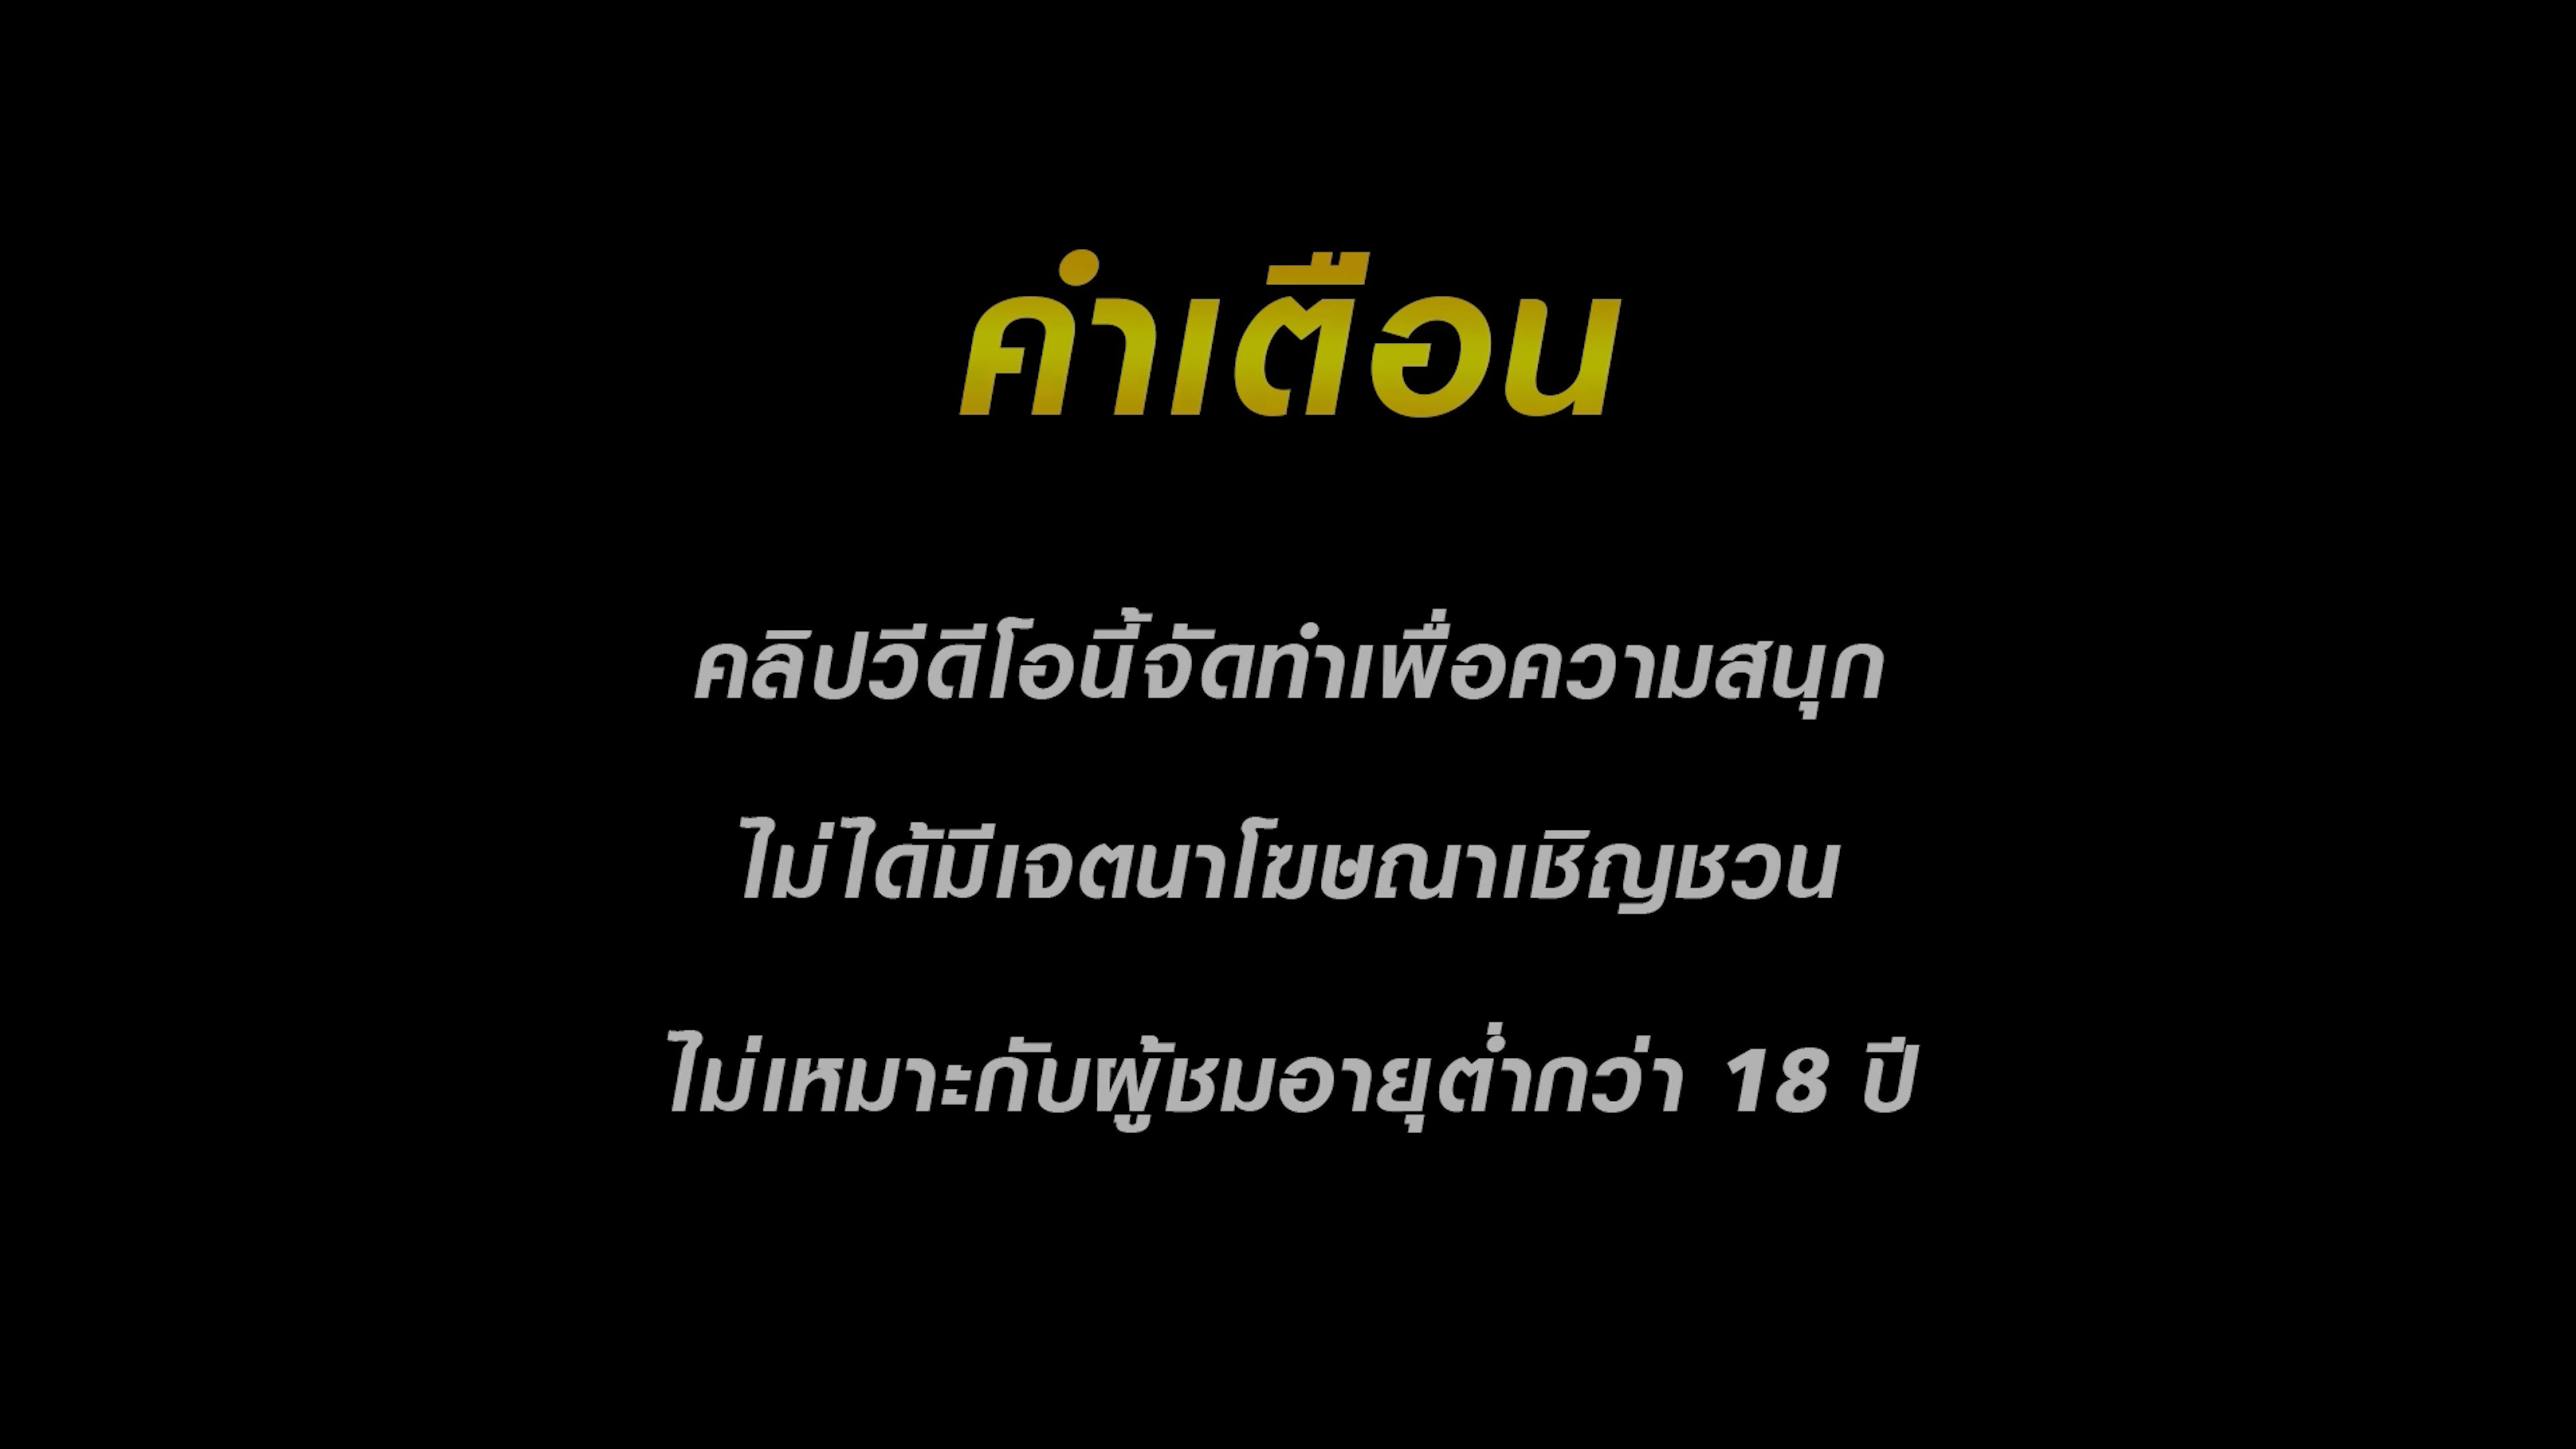 คำเตือน
คลิปวีดีโอนี้จัดทำเพื่อความสนุก
ไม่ได้มีเจตนาโฆษณาเชิญชวน
ไม่เหมาะกับผู้ชมอายุต่ำกว่า 18 ปี